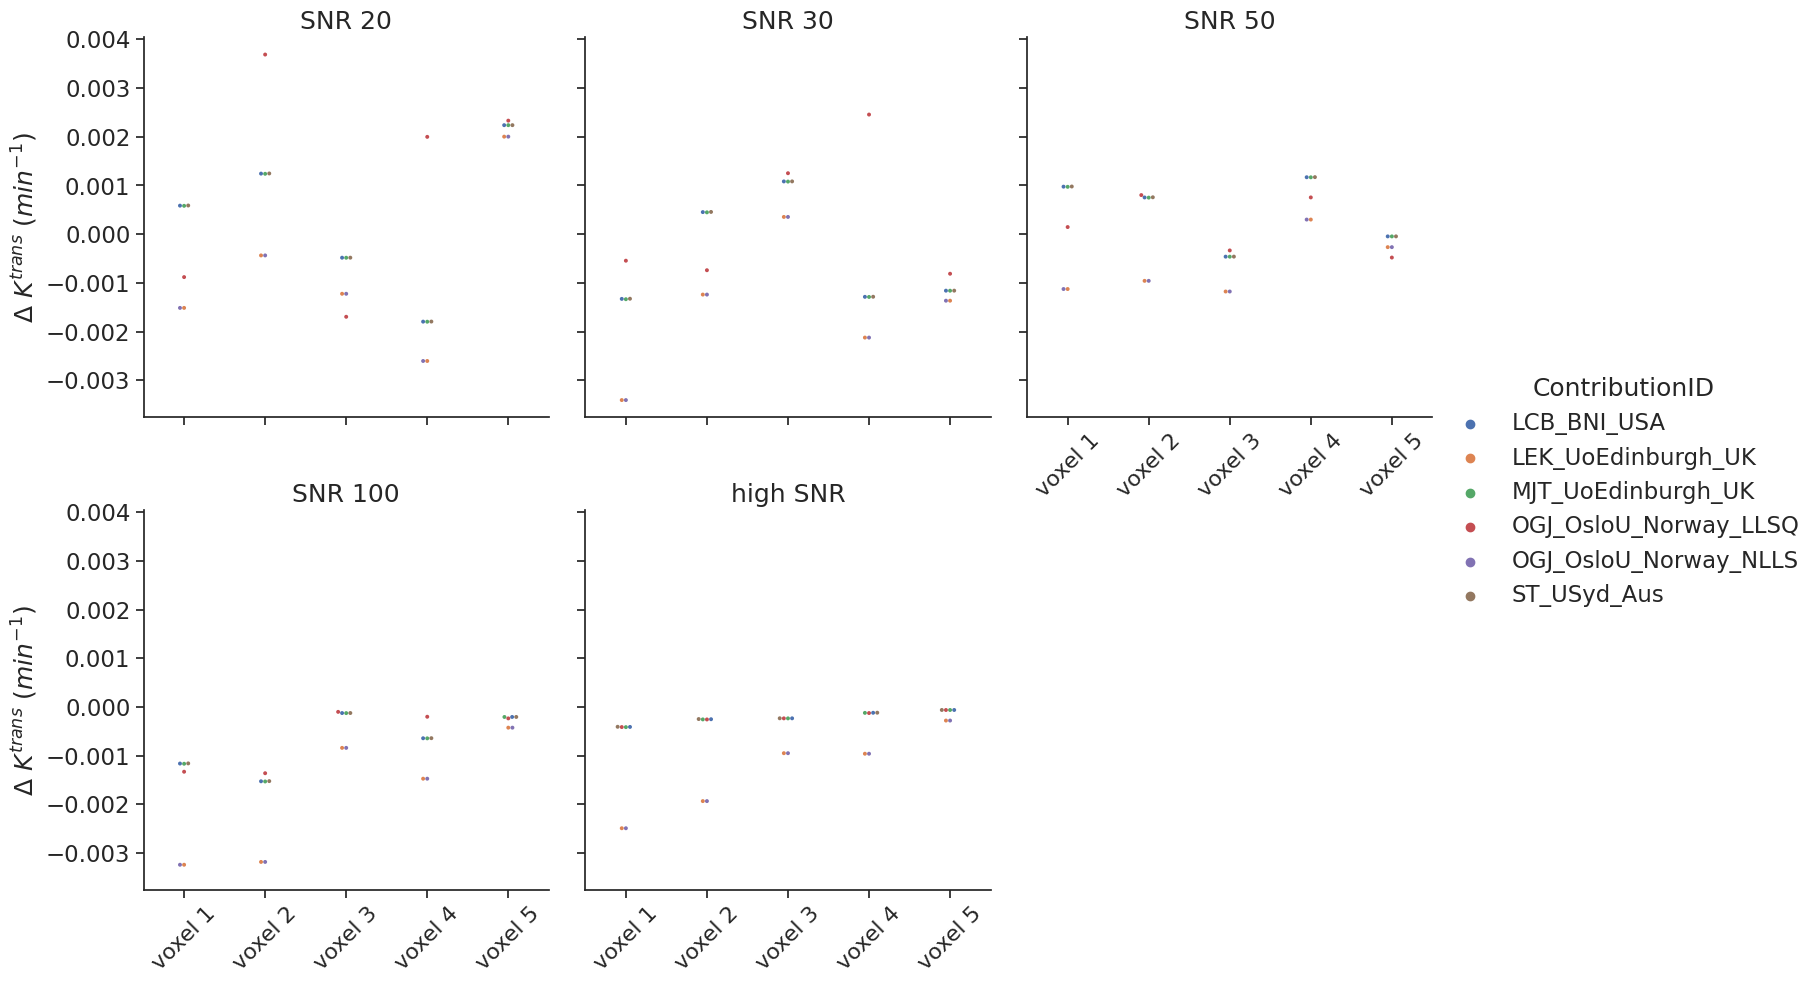 SNR 20
SNR 30
SNR 50
0.004
0.003
0.002
0.001
0.000
−0.001
−0.002
−0.003
Δ K^trans (min^−1)
voxel 1
voxel 2
voxel 3
voxel 4
voxel 5
ContributionID
LCB_BNI_USA
LEK_UoEdinburgh_UK
MJT_UoEdinburgh_UK
OGJ_OsloU_Norway_LLSQ
OGJ_OsloU_Norway_NLLS
ST_USyd_Aus
SNR 100
high SNR
0.004
0.003
0.002
0.001
0.000
−0.001
−0.002
−0.003
Δ K^trans (min^−1)
voxel 1
voxel 2
voxel 3
voxel 4
voxel 5
voxel 1
voxel 2
voxel 3
voxel 4
voxel 5